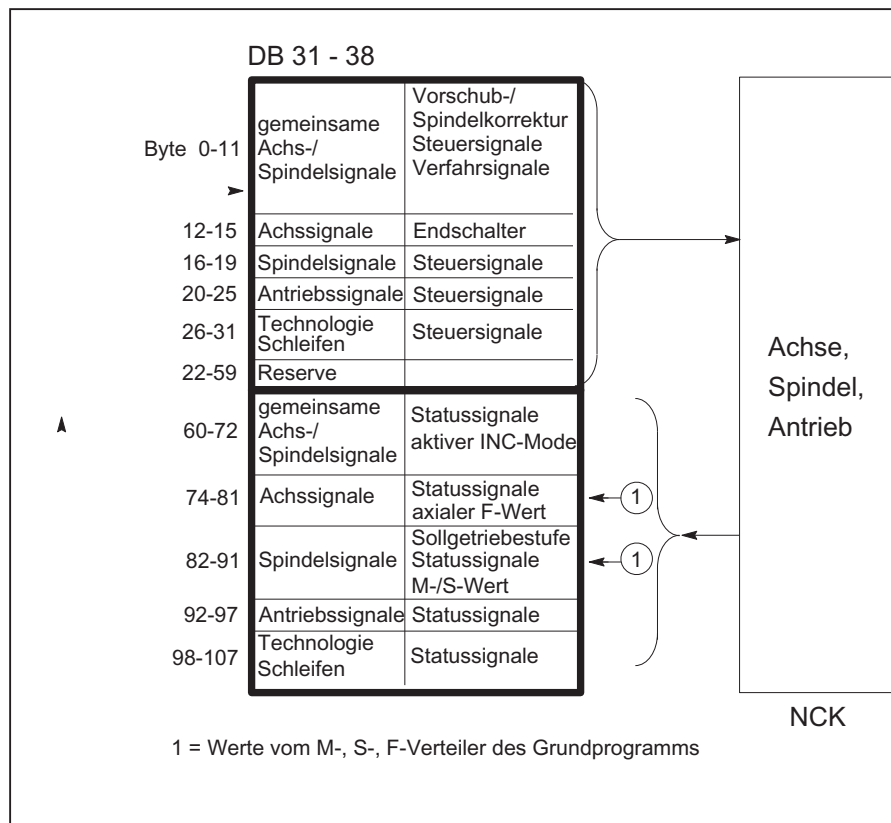 DB 31 - 38
Byte 0-11
gemeinsame
Achs-/
Spindelsignale
Vorschub-/
Spindelkorrektur
Steuersignale
Verfahrsignale
12-15 Achssignale Endschalter
16-19 Spindelsignale Steuersignale
20-25 Antriebssignale Steuersignale
26-31
Technologie
Schleifen
Steuersignale
22-59 Reserve
60-72
gemeinsame
Achs-/
Spindelsignale
Statussignale
aktiver INC-Mode
74-81 Achssignale
Statussignale
axialer F-Wert
1
82-91 Spindelsignale
Sollgetriebestufe
Statussignale
M-/S-Wert
1
92-97 Antriebssignale Statussignale
98-107
Technologie
Schleifen
Statussignale
Achse,
Spindel,
Antrieb
NCK
1 = Werte vom M-, S-, F-Verteiler des Grundprogramms